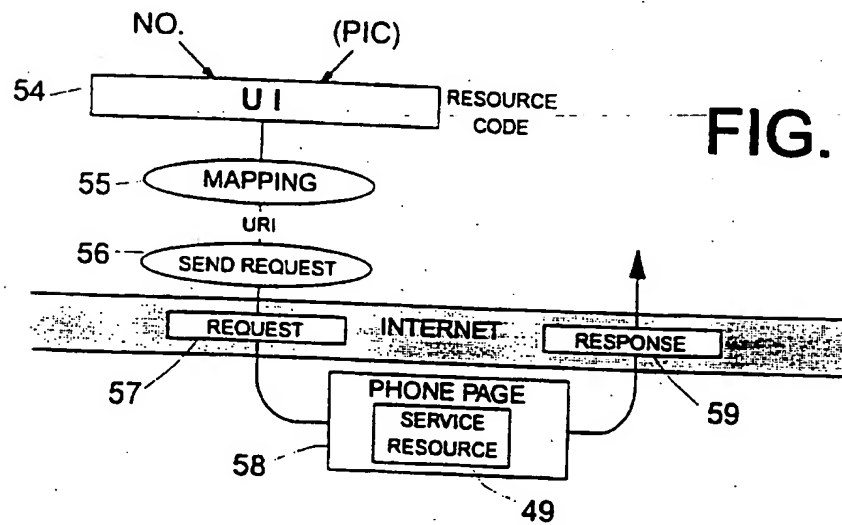 NO.
(PIC)
54
U I
RESOURCE
CODE
FIG.
55
MAPPING
URI
56
SEND REQUEST
REQUEST
INTERNET
RESPONSE
57
PHONE PAGE
59
SERVICE
RESOURCE
58
49